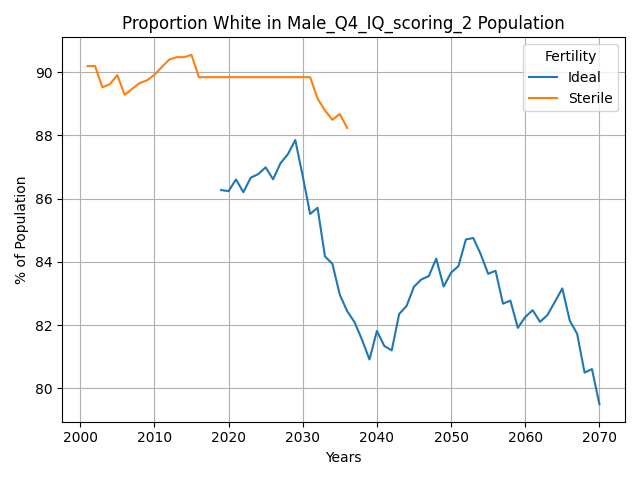 Proportion White in Male_Q4_IQ_scoring_2 Population
Fertility
Ideal
Sterile
90
88
86
84
82
80
% of Population
2000 2010 2020 2030 2040 2050 2060 2070
Years